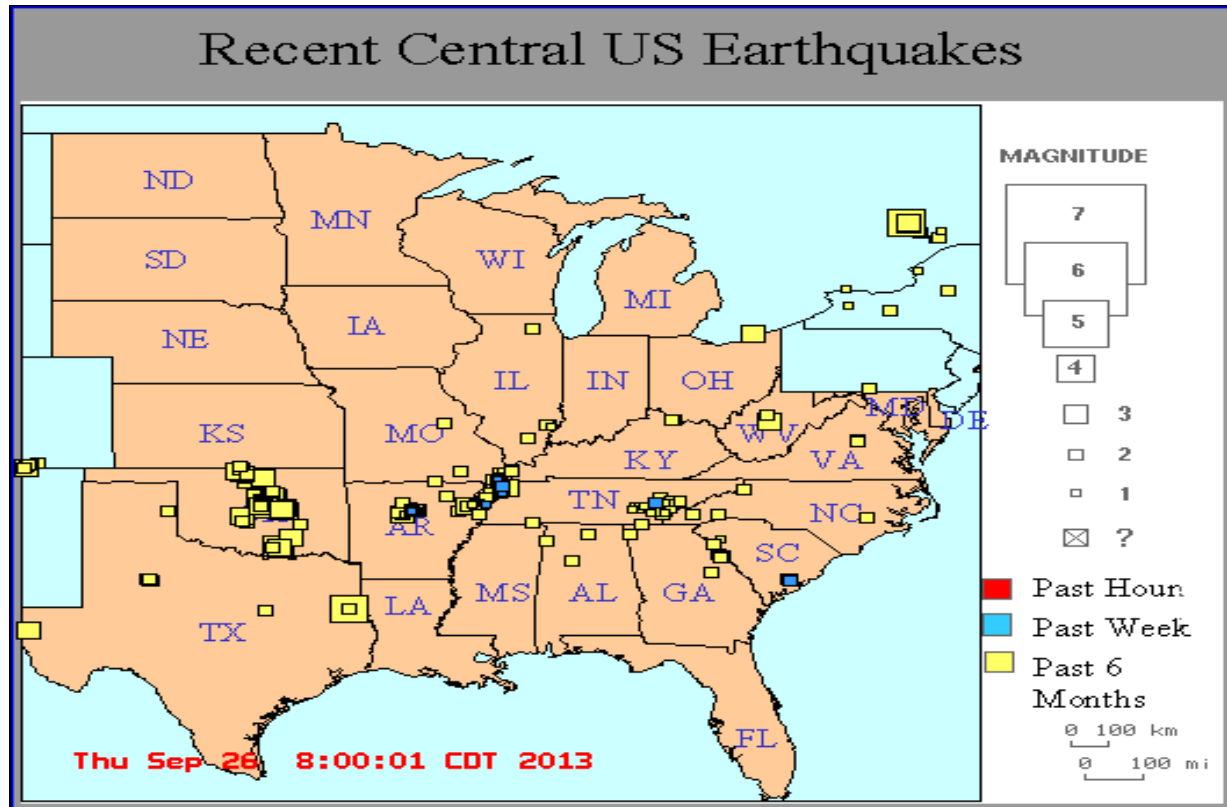 Recent Central US Earthquakes
MAGNITUDE
7
6
5
4
3
2
1
?
Past Hour
Past Week
Past 6
Months
0 100 km
0 100 mi
ND
MN
SD
WI
MI
NE
IA
IL
IN
OH
KS
MO
WV
MD
DE
KY
VA
TN
NC
AR
SC
MS
AL
GA
LA
TX
FL
Thu Sep 26 8:00:01 CDT 2013